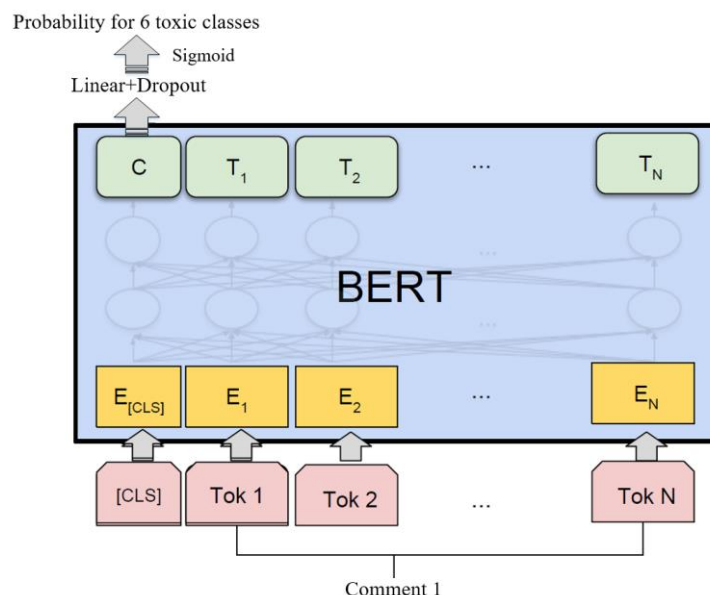 Probability for 6 toxic classes
Sigmoid
Linear+Dropout
C T1 T2 ... TN
...
BERT
...
E[CLS] E1 E2 ... EN
[CLS] Tok 1 Tok 2 ... Tok N
Comment 1